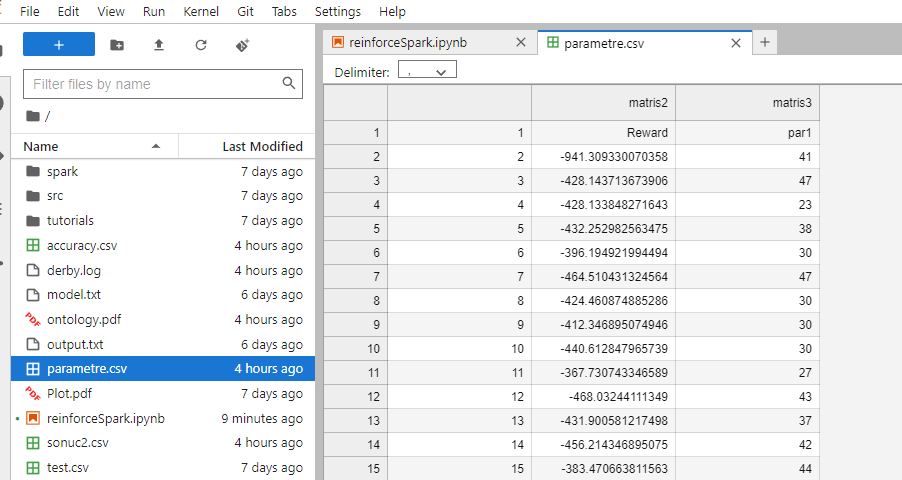 File Edit View Run Kernel Git Tabs Settings Help
+
Filter files by name
/
Name Last Modified
spark 7 days ago
src 7 days ago
tutorials 7 days ago
accuracy.csv 4 hours ago
derby.log 4 hours ago
model.txt 6 days ago
ontology.pdf 4 hours ago
output.txt 6 days ago
parametre.csv 4 hours ago
Plot.pdf 7 days ago
reinforceSpark.ipynb 9 minutes ago
sonuc2.csv 4 hours ago
test.csv 7 days ago
reinforceSpark.ipynb × parametre.csv × +
Delimiter: ,
matris2 matris3
1 1 Reward par1
2 2 -941.309330070358 41
3 3 -428.143713673906 47
4 4 -428.133848271643 23
5 5 -432.252982563475 38
6 6 -396.194921994494 30
7 7 -464.510431324564 47
8 8 -424.460874885286 30
9 9 -412.346895074946 30
10 10 -440.612847965739 30
11 11 -367.730743346589 27
12 12 -468.03244111349 43
13 13 -431.900581217498 37
14 14 -456.214346895075 42
15 15 -383.470663811563 44